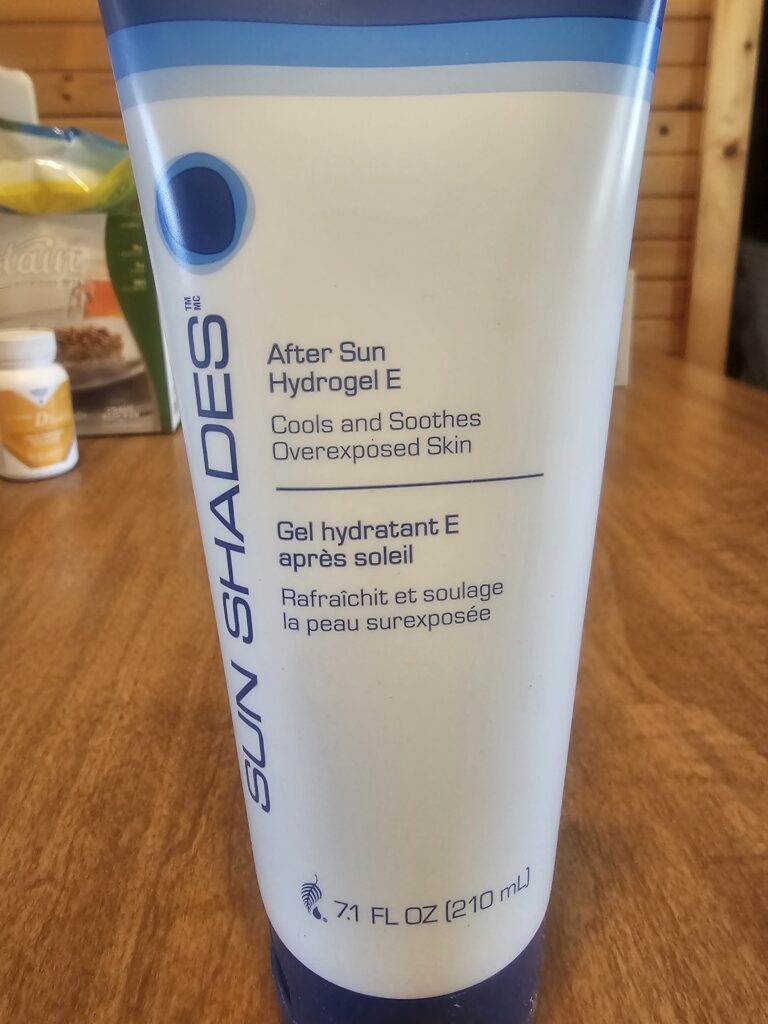 SUN SHADES™ MC
After Sun
Hydrogel E
Cools and Soothes
Overexposed Skin
Gel hydratant E
après soleil
Rafraîchit et soulage
la peau surexposée
7.1 FL OZ (210 mL)